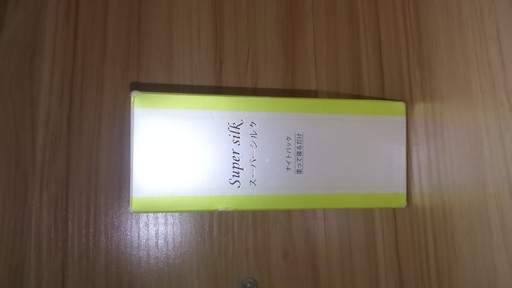 Super silk
スーパーシルク
ナイトパック
塗って寝るだけ